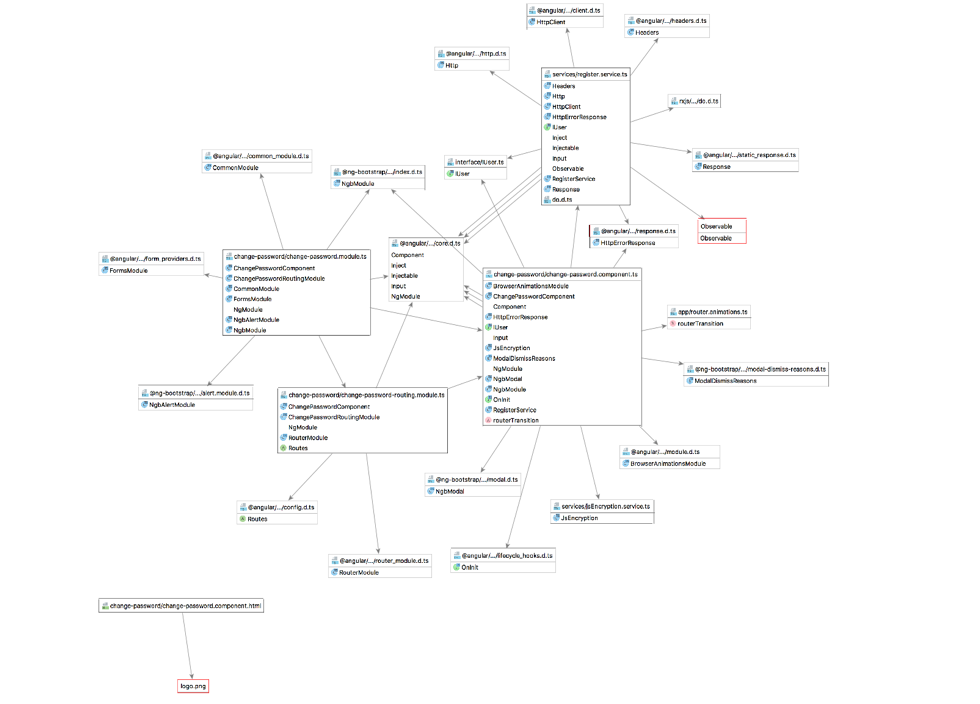 @angular/.../client.d.ts
HttpClient
@angular/.../headers.d.ts
Headers
@angular/.../http.d.ts
Http
services/register.service.ts
Headers
Http
HttpClient
HttpErrorResponse
IUser
Inject
Injectable
Input
Observable
RegisterService
Response
do.d.ts
rxjs/.../do.d.ts
@angular/.../static_response.d.ts
Response
interface/IUser.ts
IUser
@angular/.../common_module.d.ts
CommonModule
@ng-bootstrap/.../index.d.ts
NgbModule
Observable
Observable
@angular/.../response.d.ts
HttpErrorResponse
@angular/.../core.d.ts
Component
Inject
Injectable
Input
NgModule
@angular/.../form_providers.d.ts
FormsModule
change-password/change-password.module.ts
ChangePasswordComponent
ChangePasswordRoutingModule
CommonModule
FormsModule
NgModule
NgbAlertModule
NgbModule
change-password/change-password.component.ts
BrowserAnimationsModule
ChangePasswordComponent
Component
HttpErrorResponse
IUser
Input
JsEncryption
ModalDismissReasons
NgModule
NgbModal
NgbModule
OnInit
RegisterService
routerTransition
app/router.animations.ts
routerTransition
@ng-bootstrap/.../modal-dismiss-reasons.d.ts
ModalDismissReasons
@ng-bootstrap/.../alert.module.d.ts
NgbAlertModule
change-password/change-password-routing.module.ts
ChangePasswordComponent
ChangePasswordRoutingModule
NgModule
RouterModule
Routes
@angular/.../module.d.ts
BrowserAnimationsModule
@ng-bootstrap/.../modal.d.ts
NgbModal
@angular/.../config.d.ts
Routes
services/jsEncryption.service.ts
JsEncryption
@angular/.../router_module.d.ts
RouterModule
@angular/.../lifecycle_hooks.d.ts
OnInit
change-password/change-password.component.html
logo.png